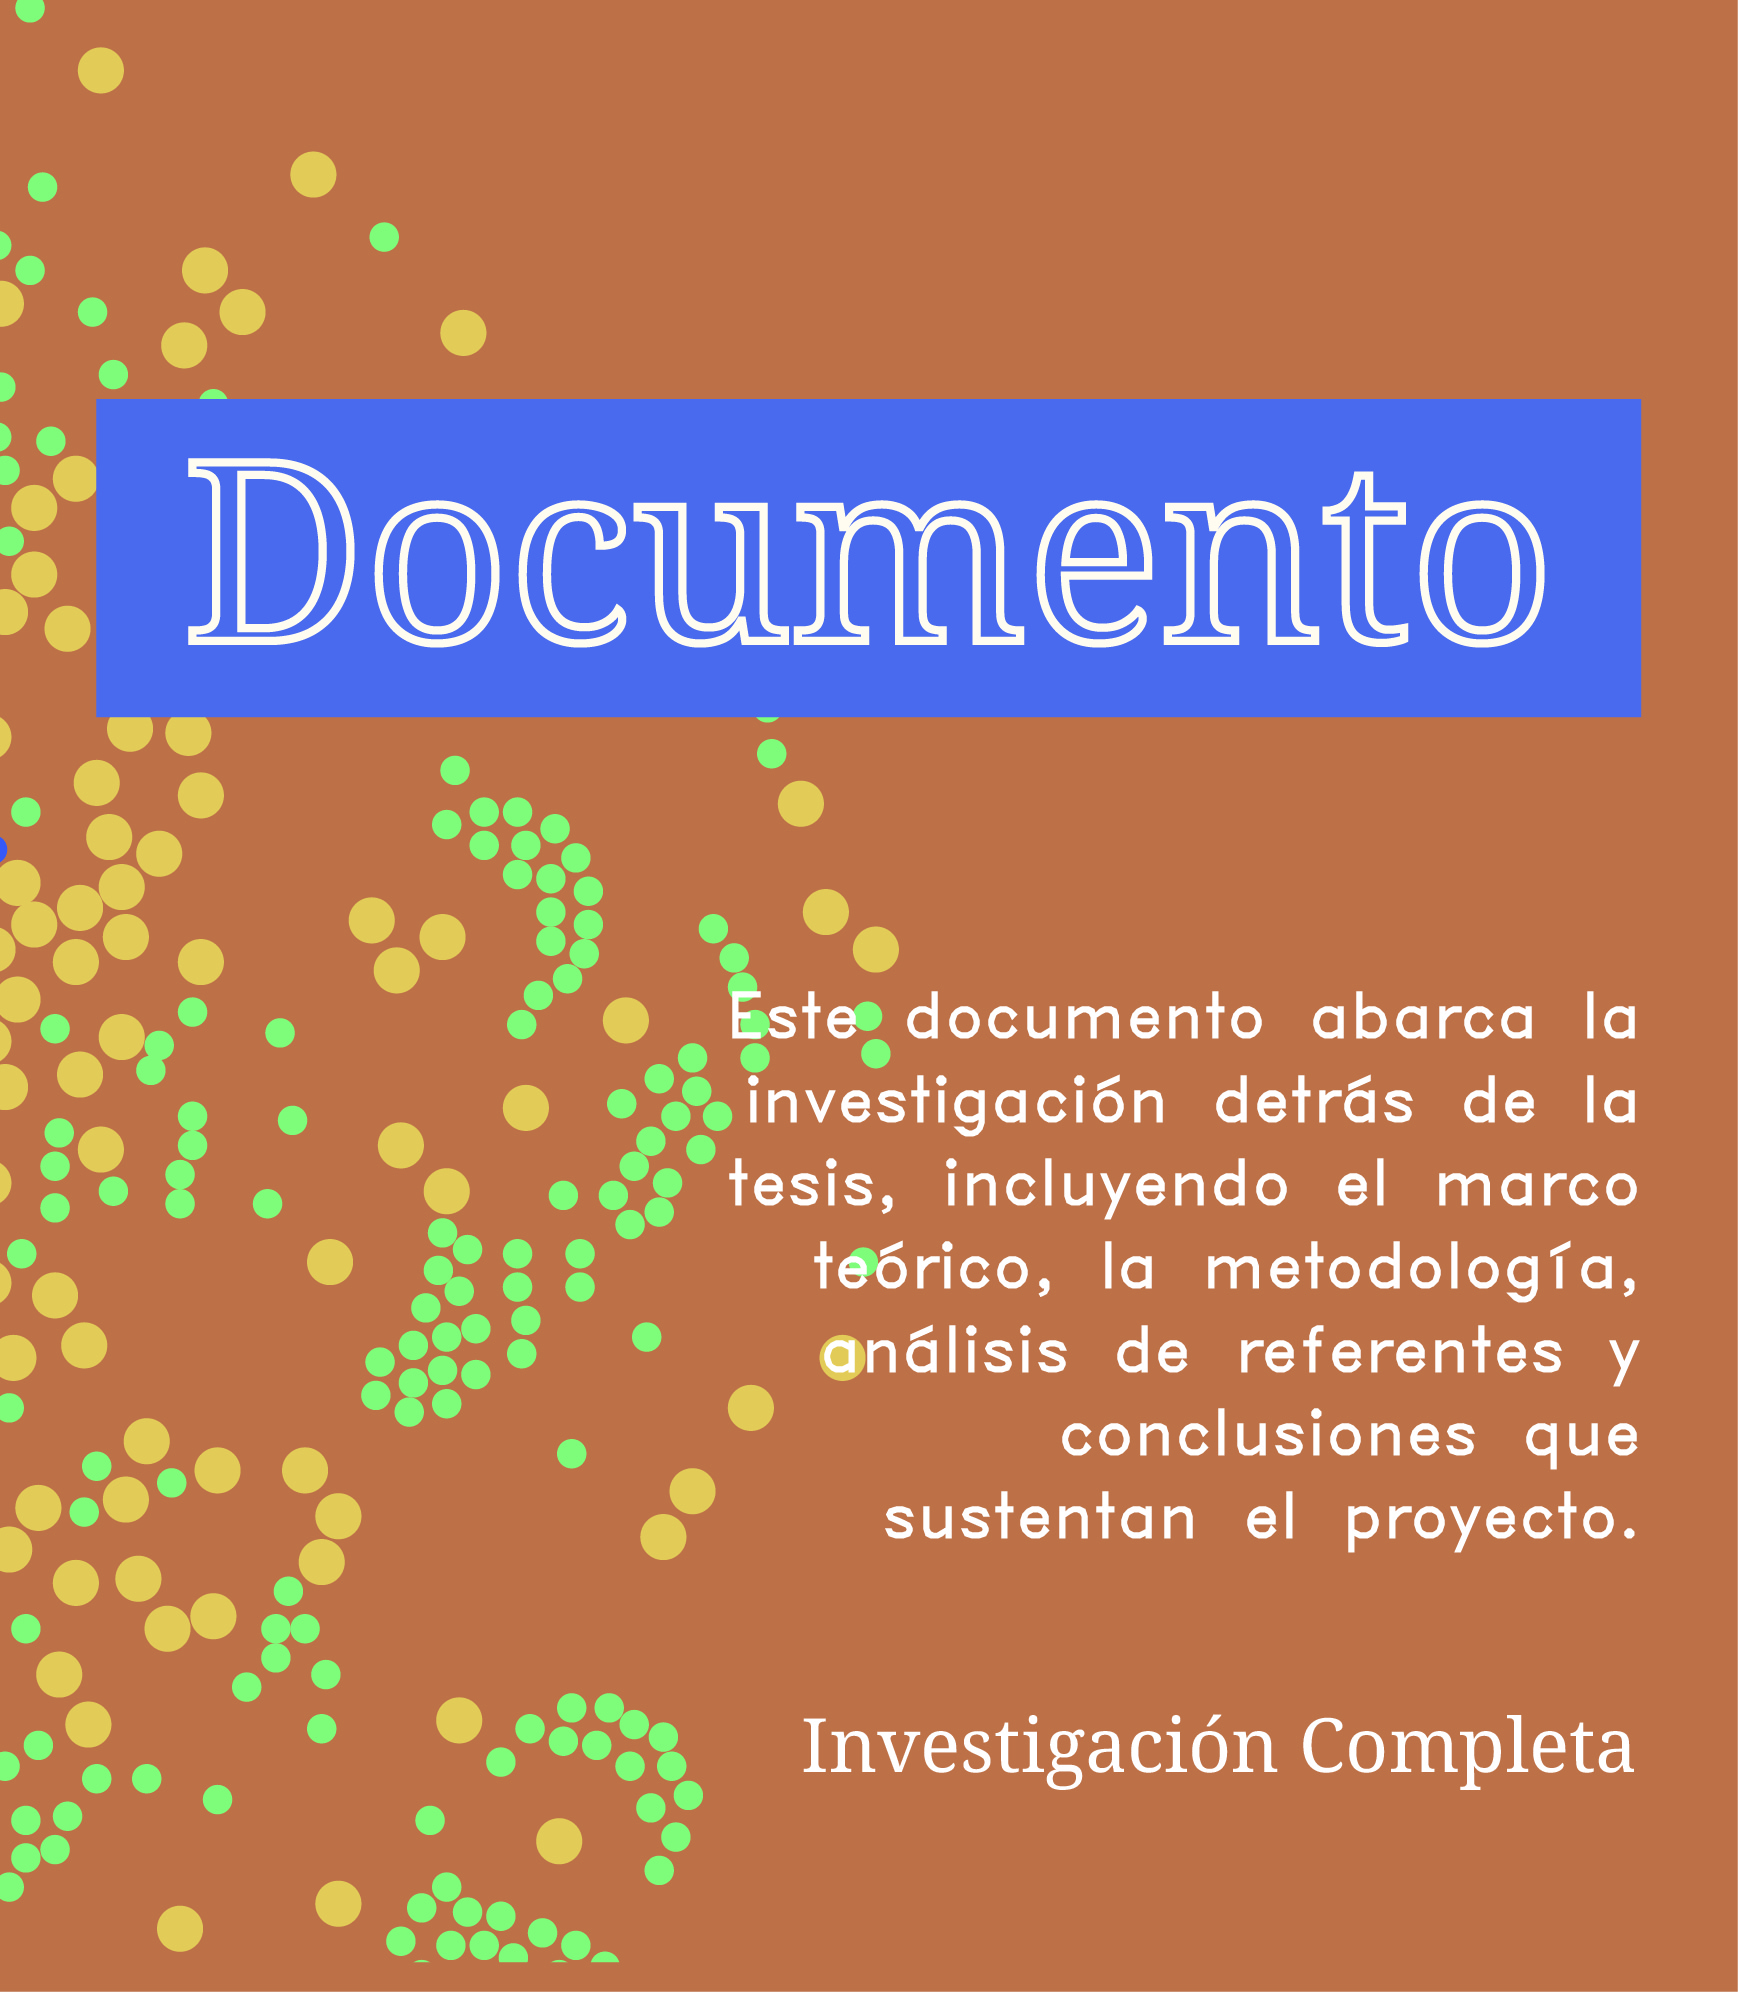 Documento
Este documento abarca la
investigación detrás de la
tesis, incluyendo el marco
teórico, la metodología,
análisis de referentes y
conclusiones que
sustentan el proyecto.
Investigación Completa